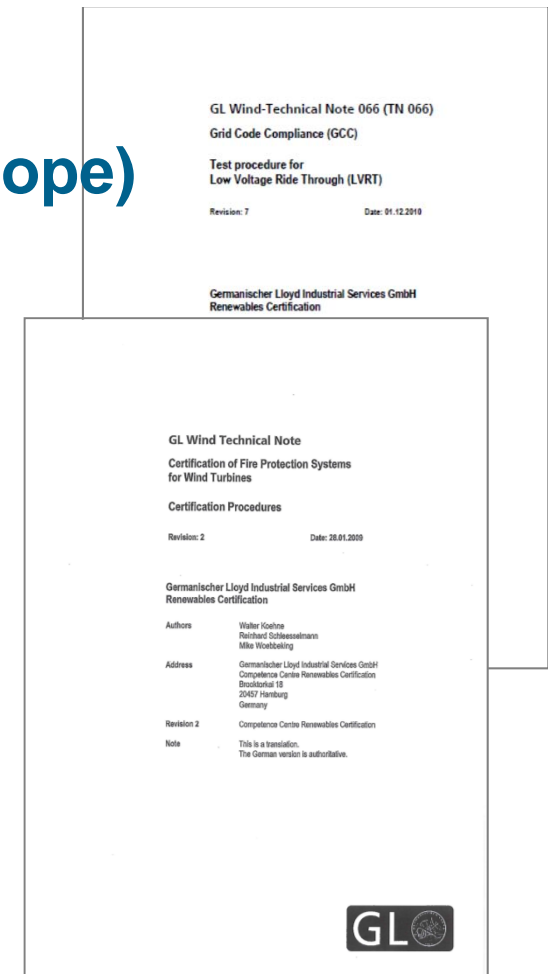 ope)
GL Wind-Technical Note 066 (TN 066)
Grid Code Compliance (GCC)
Test procedure for
Low Voltage Ride Through (LVRT)
Revision: 7 Date: 01.12.2010
Germanischer Lloyd Industrial Services GmbH
Renewables Certification
GL Wind Technical Note
Certification of Fire Protection Systems
for Wind Turbines
Certification Procedures
Revision: 2 Date: 28.01.2009
Germanischer Lloyd Industrial Services GmbH
Renewables Certification
Authors Walter Koehne
Reinhard Schleesselmann
Mike Woebbeking
Address Germanischer Lloyd Industrial Services GmbH
Competence Centre Renewables Certification
Brooktorkai 18
20457 Hamburg
Germany
Revision 2 Competence Centre Renewables Certification
Note This is a translation.
The German version is authoritative.
GL